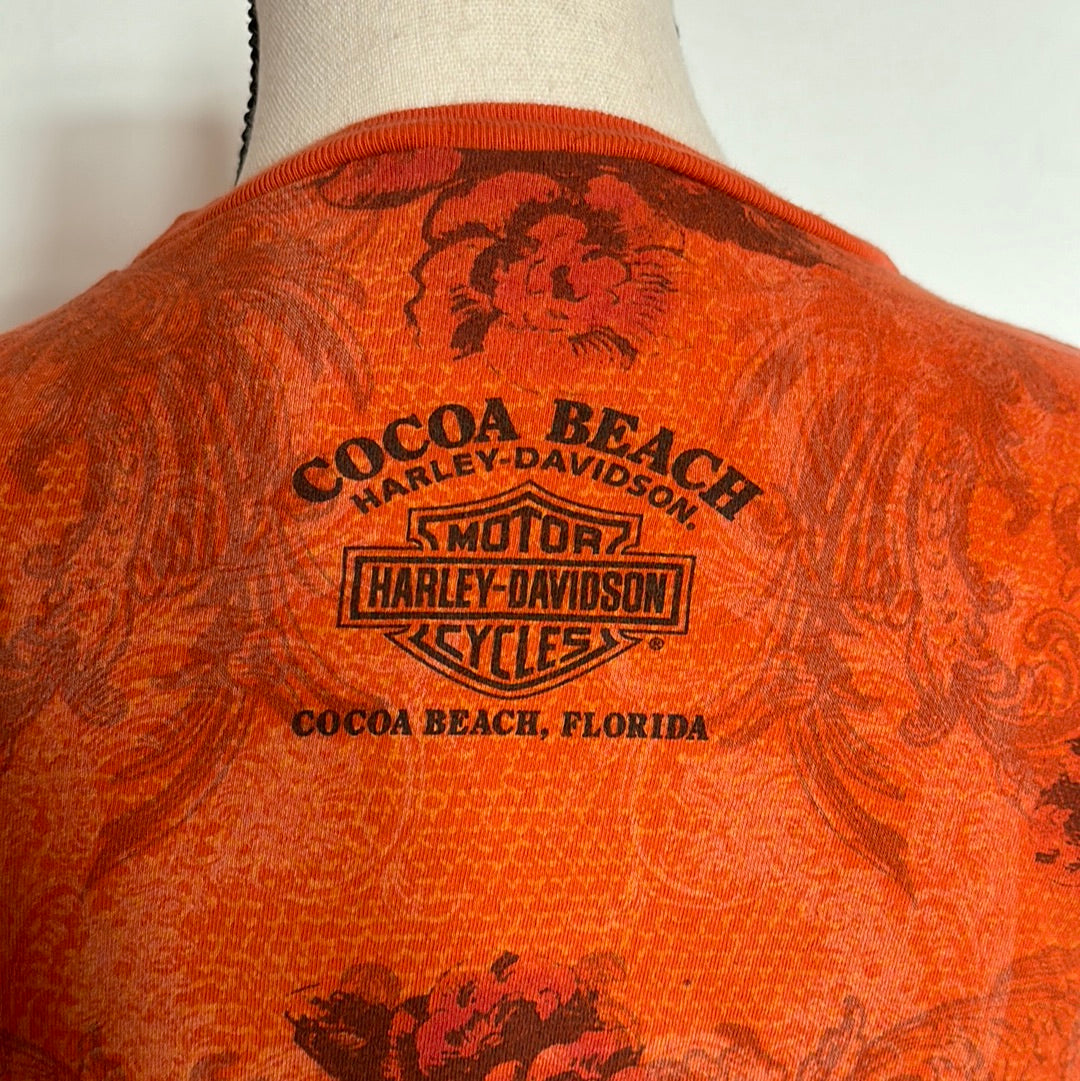 COCOA BEACH
HARLEY-DAVIDSON.
MOTOR
HARLEY-DAVIDSON
CYCLES®
COCOA BEACH, FLORIDA